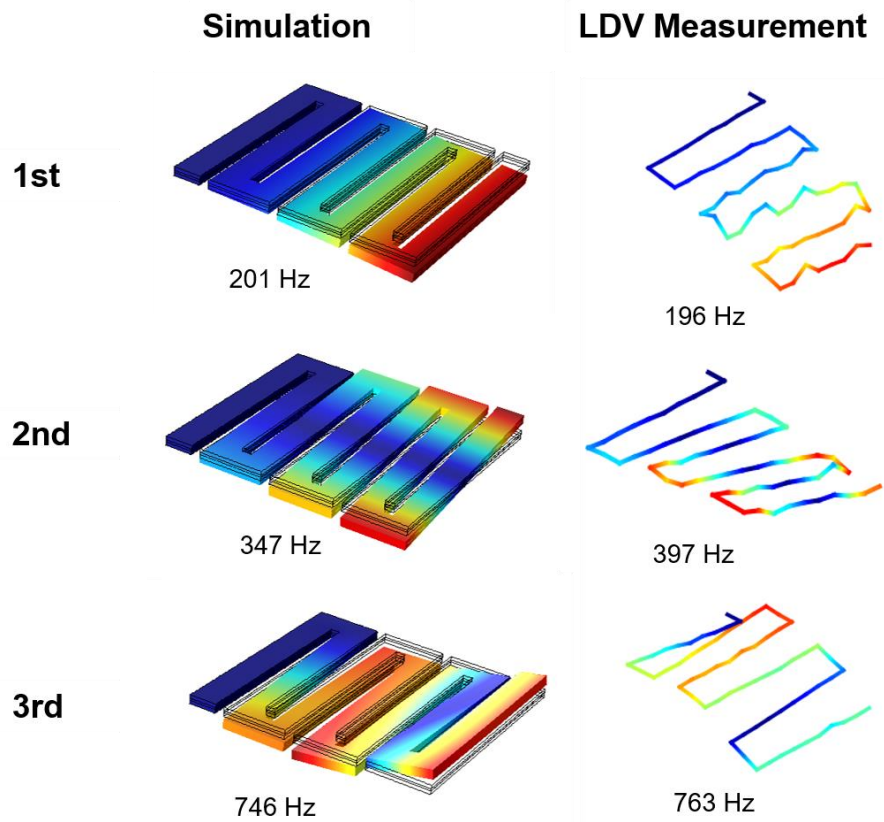 Simulation LDV Measurement
1st
201 Hz
196 Hz
2nd
347 Hz
397 Hz
3rd
746 Hz
763 Hz